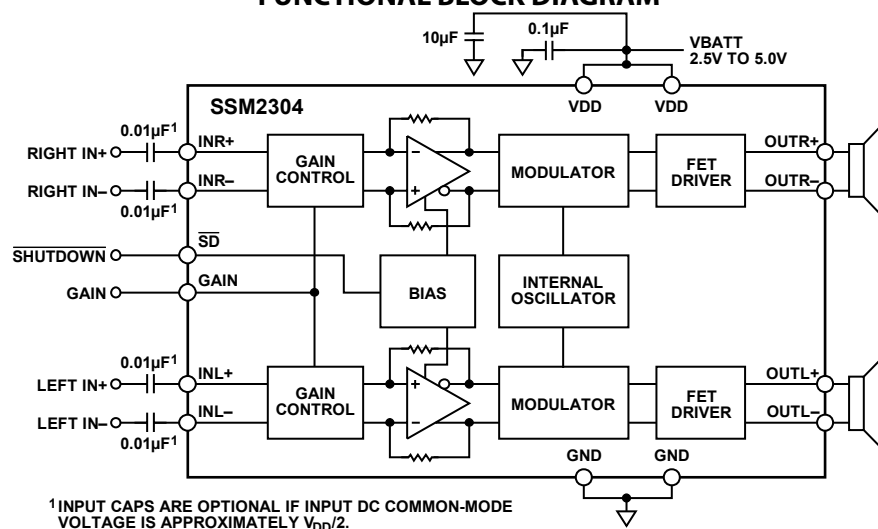 FUNCTIONAL BLOCK DIAGRAM
10µF
0.1µF
VBATT
2.5V TO 5.0V
SSM2304
VDD
VDD
0.01µF1
RIGHT IN+
INR+
GAIN
CONTROL
MODULATOR
FET
DRIVER
OUTR+
RIGHT IN–
INR–
OUTR–
0.01µF1
SHUTDOWN
SD
GAIN
GAIN
BIAS
INTERNAL
OSCILLATOR
0.01µF1
LEFT IN+
INL+
GAIN
CONTROL
MODULATOR
FET
DRIVER
OUTL+
LEFT IN–
INL–
OUTL–
0.01µF1
GND
GND
1 INPUT CAPS ARE OPTIONAL IF INPUT DC COMMON-MODE
VOLTAGE IS APPROXIMATELY VDD/2.